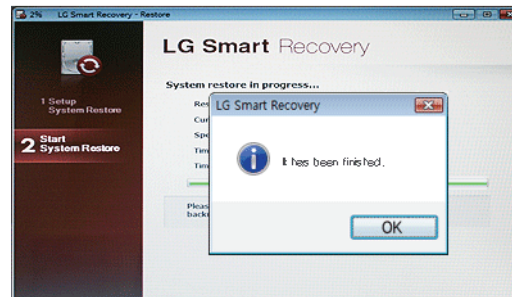 2% LG Smart Recovery - Restore
LG Smart Recovery
System restore in progress...
1 Setup
System Restore
2 Start
System Restore
LG Smart Recovery
It has been finished.
OK